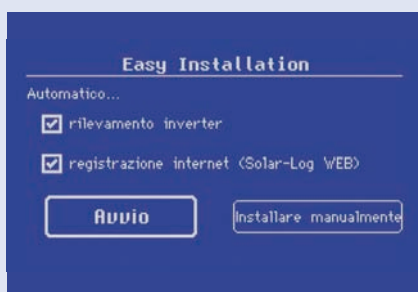 Easy Installation
Automatico...
rilevamento inverter
registrazione internet (Solar-Log WEB)
Avvio
Installare manualmente